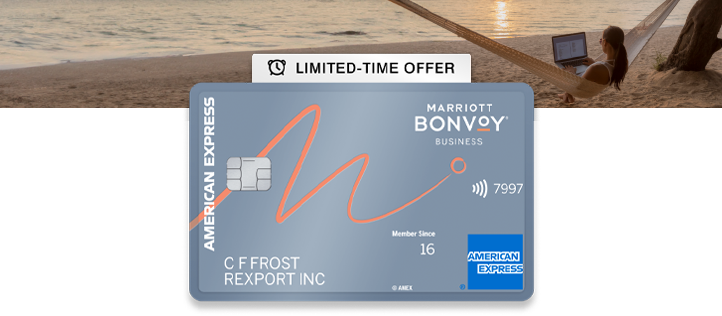 LIMITED-TIME OFFER
AMERICAN EXPRESS
MARRIOTT
BONVOY
BUSINESS
7997
Member Since
16
C F FROST
REXPORT INC
© AMEX
AMERICAN
EXPRESS